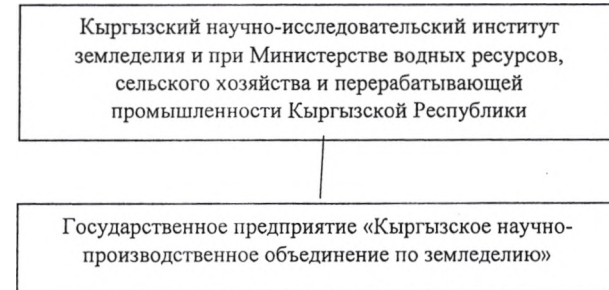 Кыргызский научно-исследовательский институт
земледелия и при Министерстве водных ресурсов,
сельского хозяйства и перерабатывающей
промышленности Кыргызской Республики
Государственное предприятие «Кыргызское научно-
производственное объединение по земледелию»